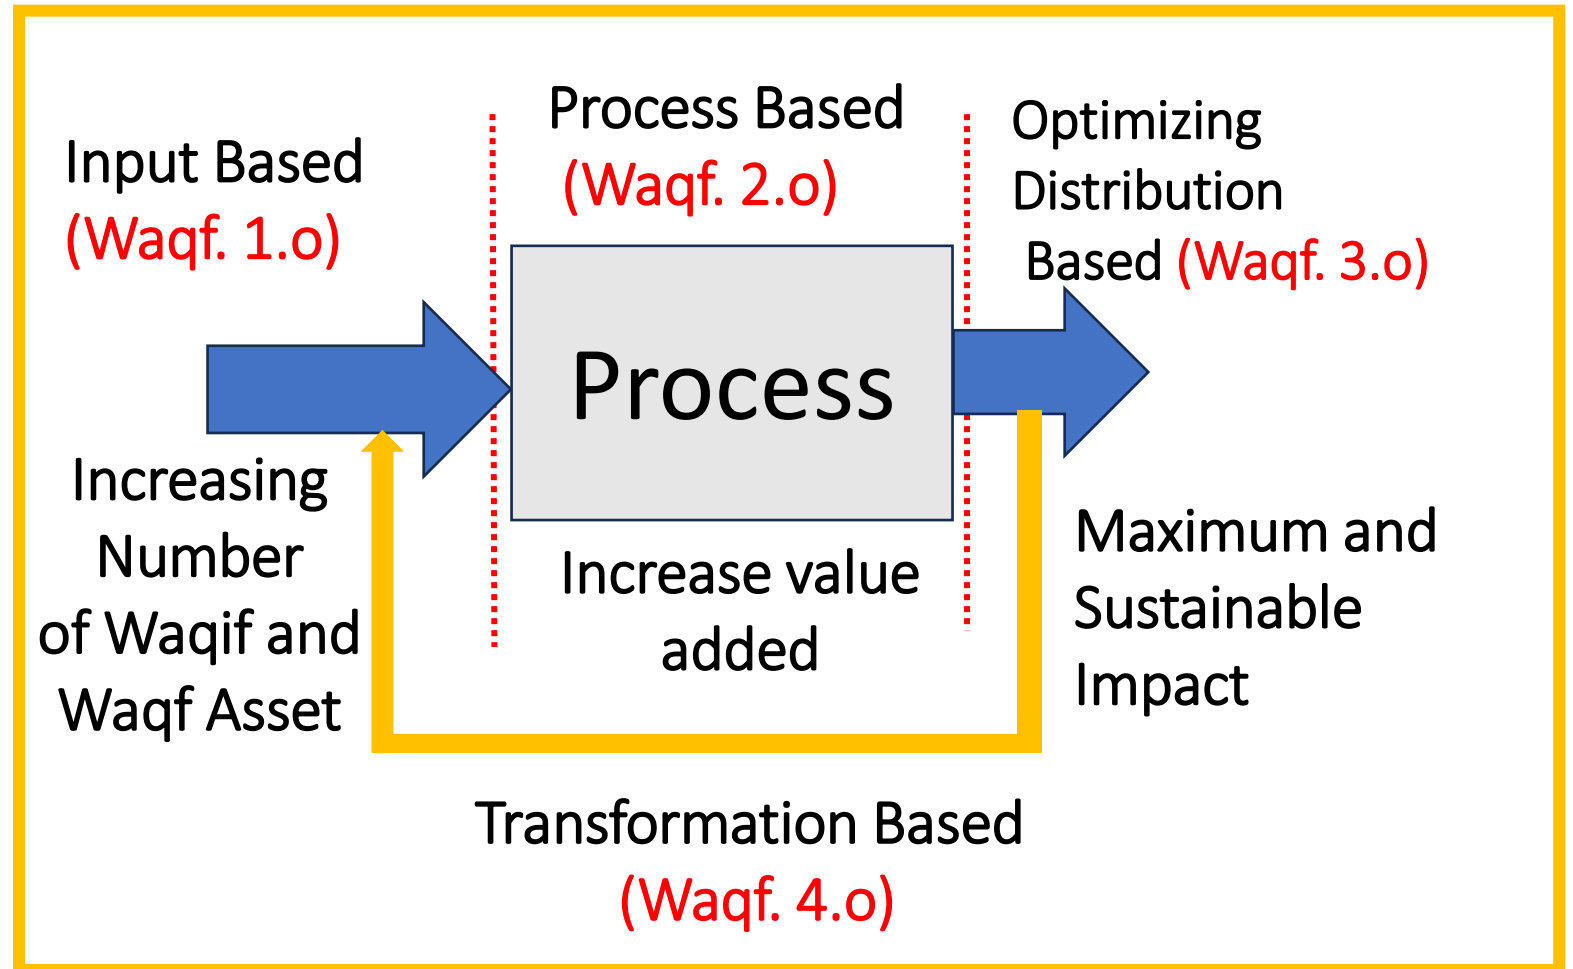 Input Based
(Waqf. 1.o)
Increasing
Number
of Waqif and
Waqf Asset
Process Based
(Waqf. 2.o)
Process
Increase value
added
Optimizing
Distribution
Based (Waqf. 3.o)
Maximum and
Sustainable
Impact
Transformation Based
(Waqf. 4.o)